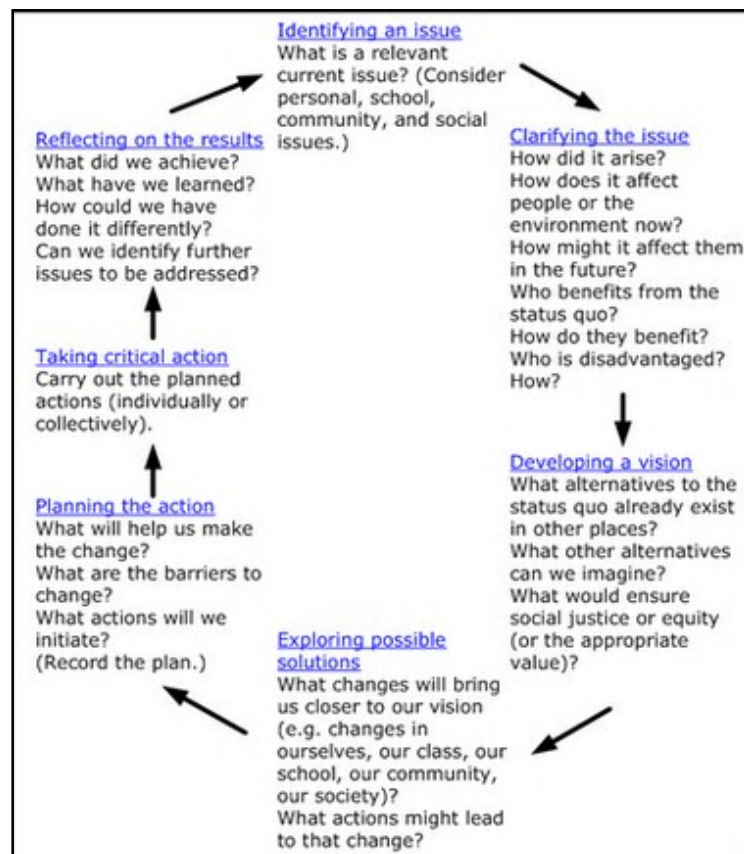 Identifying an issue
What is a relevant
current issue? (Consider
personal, school,
community, and social
issues.)
Clarifying the issue
How did it arise?
How does it affect
people or the
environment now?
How might it affect them
in the future?
Who benefits from the
status quo?
How do they benefit?
Who is disadvantaged?
How?
Developing a vision
What alternatives to the
status quo already exist
in other places?
What other alternatives
can we imagine?
What would ensure
social justice or equity
(or the appropriate
value)?
Exploring possible
solutions
What changes will bring
us closer to our vision
(e.g. changes in
ourselves, our class, our
school, our community,
our society)?
What actions might lead
to that change?
Planning the action
What will help us make
the change?
What are the barriers to
change?
What actions will we
initiate?
(Record the plan.)
Taking critical action
Carry out the planned
actions (individually or
collectively).
Reflecting on the results
What did we achieve?
What have we learned?
How could we have
done it differently?
Can we identify further
issues to be addressed?